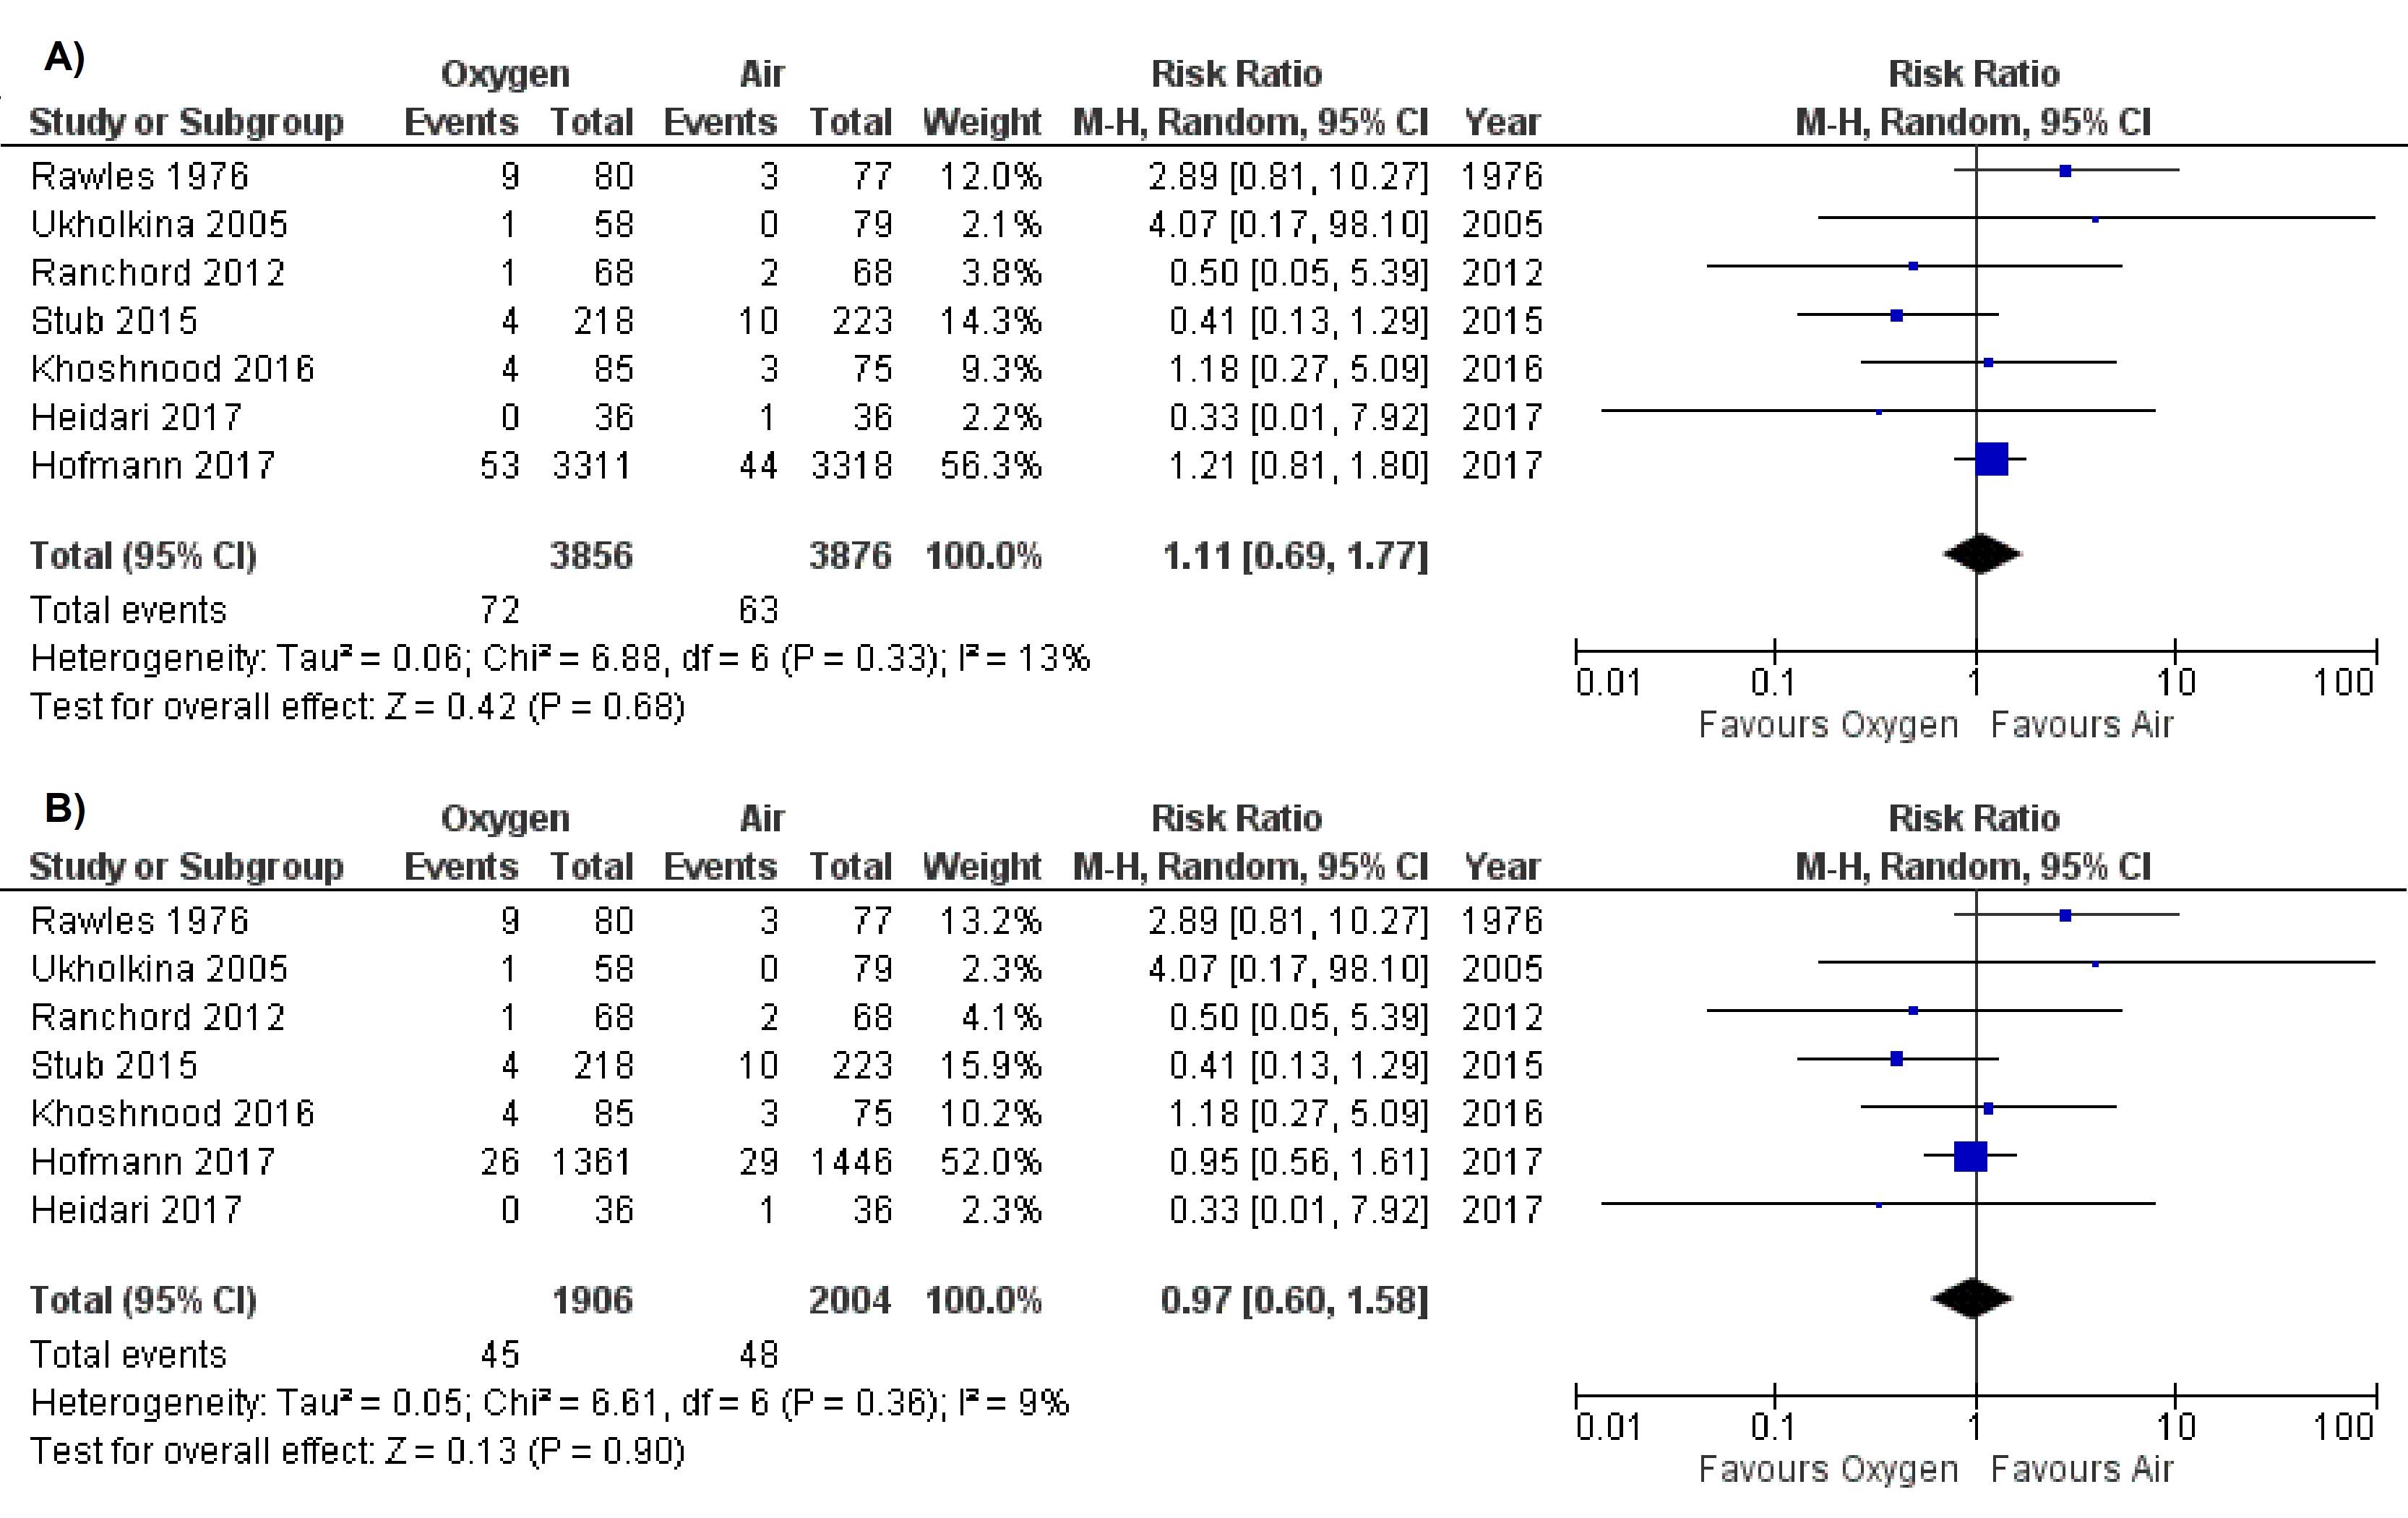 A)
Oxygen Air Risk Ratio Risk Ratio
Study or Subgroup Events Total Events Total Weight M-H, Random, 95% CI Year M-H, Random, 95% CI
Rawles 1976 9 80 3 77 12.0% 2.89 [0.81, 10.27] 1976
Ukholkina 2005 1 58 0 79 2.1% 4.07 [0.17, 98.10] 2005
Ranchord 2012 1 68 2 68 3.8% 0.50 [0.05, 5.39] 2012
Stub 2015 4 218 10 223 14.3% 0.41 [0.13, 1.29] 2015
Khoshnood 2016 4 85 3 75 9.3% 1.18 [0.27, 5.09] 2016
Heidari 2017 0 36 1 36 2.2% 0.33 [0.01, 7.92] 2017
Hofmann 2017 53 3311 44 3318 56.3% 1.21 [0.81, 1.80] 2017
Total (95% CI) 3856 3876 100.0% 1.11 [0.69, 1.77]
Total events 72 63
Heterogeneity: Tau² = 0.06; Chi² = 6.88, df = 6 (P = 0.33); I² = 13%
Test for overall effect: Z = 0.42 (P = 0.68)
0.01 0.1 1 10 100
Favours Oxygen Favours Air
B)
Oxygen Air Risk Ratio Risk Ratio
Study or Subgroup Events Total Events Total Weight M-H, Random, 95% CI Year M-H, Random, 95% CI
Rawles 1976 9 80 3 77 13.2% 2.89 [0.81, 10.27] 1976
Ukholkina 2005 1 58 0 79 2.3% 4.07 [0.17, 98.10] 2005
Ranchord 2012 1 68 2 68 4.1% 0.50 [0.05, 5.39] 2012
Stub 2015 4 218 10 223 15.9% 0.41 [0.13, 1.29] 2015
Khoshnood 2016 4 85 3 75 10.2% 1.18 [0.27, 5.09] 2016
Hofmann 2017 26 1361 29 1446 52.0% 0.95 [0.56, 1.61] 2017
Heidari 2017 0 36 1 36 2.3% 0.33 [0.01, 7.92] 2017
Total (95% CI) 1906 2004 100.0% 0.97 [0.60, 1.58]
Total events 45 48
Heterogeneity: Tau² = 0.05; Chi² = 6.61, df = 6 (P = 0.36); I² = 9%
Test for overall effect: Z = 0.13 (P = 0.90)
0.01 0.1 1 10 100
Favours Oxygen Favours Air